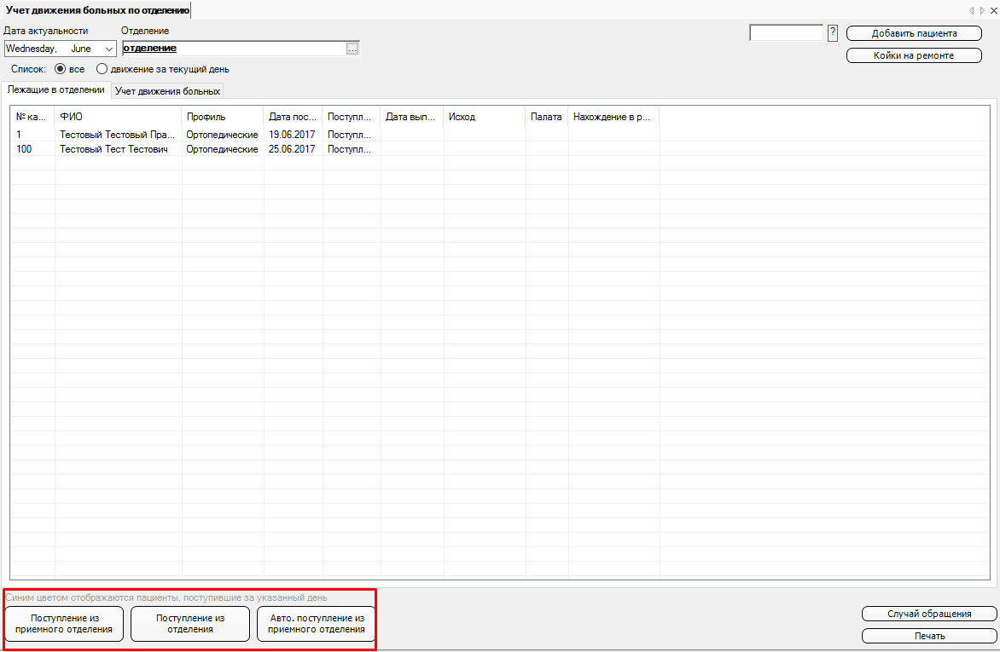 Учет движения больных по отделению
Дата актуальности Отделение
Wednesday, June отделение ... ? Добавить пациента
Койки на ремонте
Список: все движение за текущий день
Лежащие в отделении Учет движения больных
№ ка... ФИО Профиль Дата пос... Поступл... Дата вып... Исход Палата Нахождение в р...
1 Тестовый Тестовый Пра... Ортопедические 19.06.2017 Поступл...
100 Тестовый Тест Тестович Ортопедические 25.06.2017 Поступл...
Синим цветом отображаются пациенты, поступившие за указанный день
Поступление из
приемного отделения
Поступление из
отделения
Авто. поступление из
приемного отделения
Случай обращения
Печать